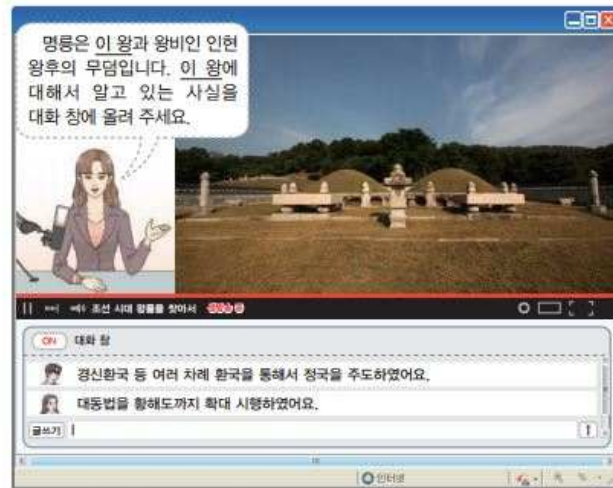 명릉은 이 왕과 왕비인 인현
왕후의 무덤입니다. 이 왕에
대해서 알고 있는 사실을
대화 창에 올려 주세요.
조선 시대 왕릉을 찾아서
ON 대화 창
경신환국 등 여러 차례 환국을 통해서 정국을 주도하였어요.
대동법을 황해도까지 확대 시행하였어요.
글쓰기
인터넷